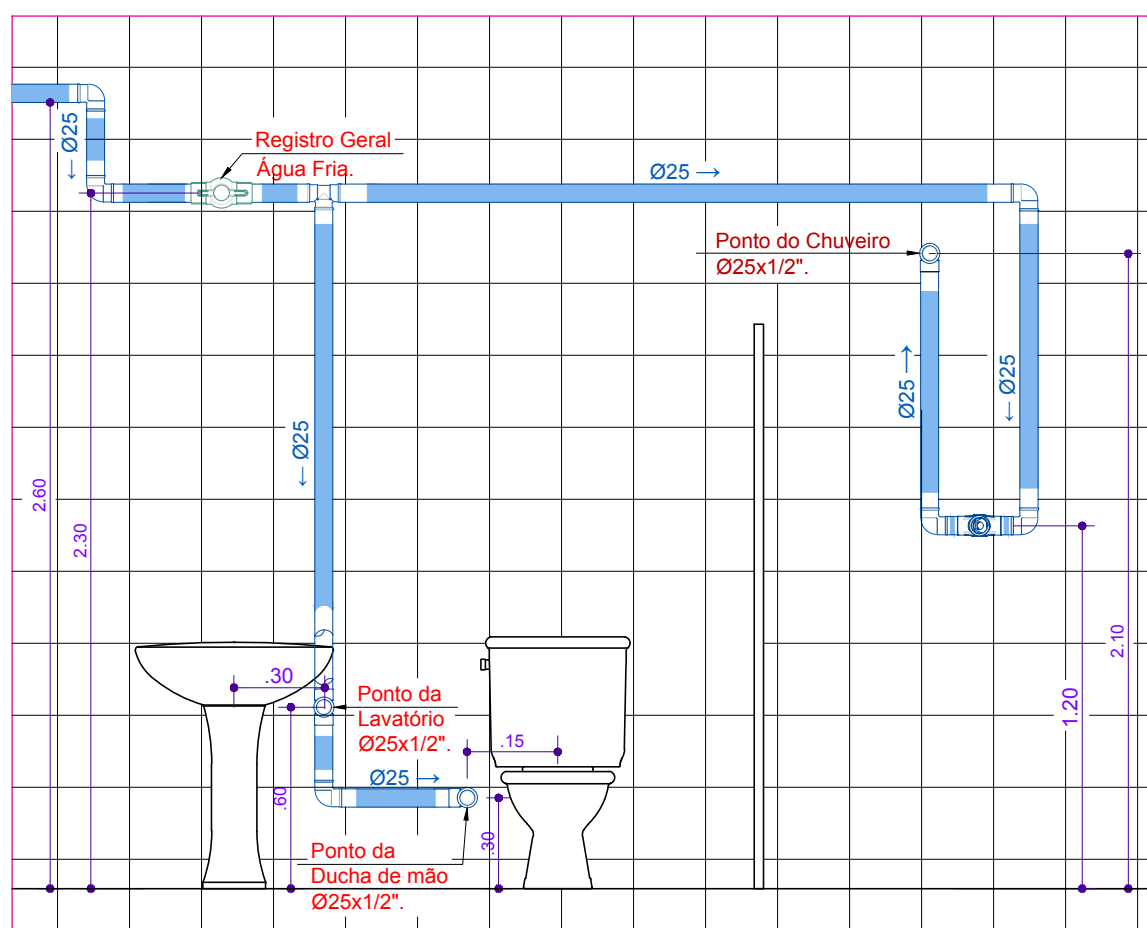 ← Ø25
Registro Geral
Água Fria.
Ø25 →
Ponto do Chuveiro
Ø25x1/2".
Ø25 →
← Ø25
← Ø25
2.60
2.30
2.10
1.20
.30
Ponto da
Lavatório
Ø25x1/2".
.15
Ø25 →
.60
.30
Ponto da
Ducha de mão
Ø25x1/2".